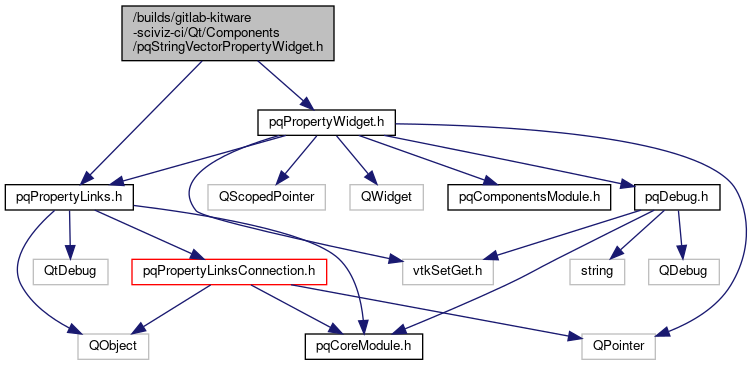 /builds/gitlab-kitware
-sciviz-ci/Qt/Components
/pqStringVectorPropertyWidget.h
pqPropertyWidget.h
pqPropertyLinks.h
QScopedPointer
QWidget
pqComponentsModule.h
pqDebug.h
QtDebug
pqPropertyLinksConnection.h
vtkSetGet.h
string
QDebug
QObject
pqCoreModule.h
QPointer